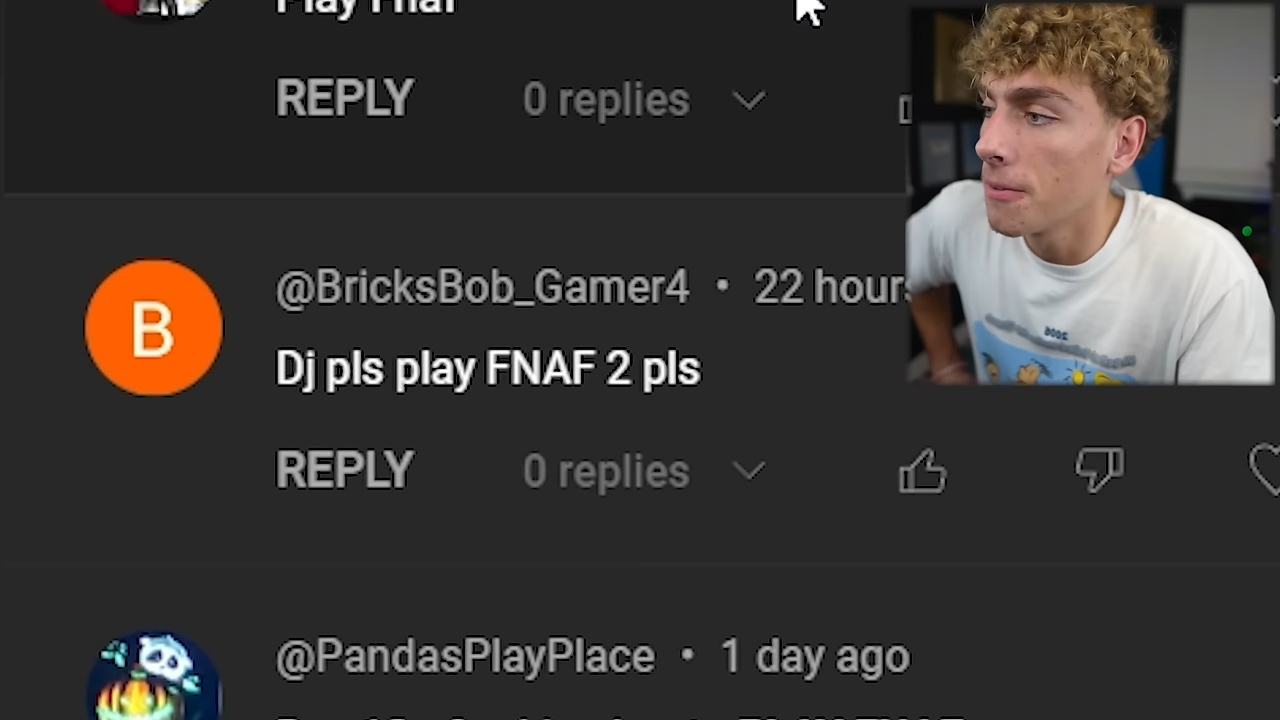 Play Fnaf
REPLY 0 replies
B
@BricksBob_Gamer4 • 22 hours
Dj pls play FNAF 2 pls
REPLY 0 replies
@PandasPlayPlace • 1 day ago